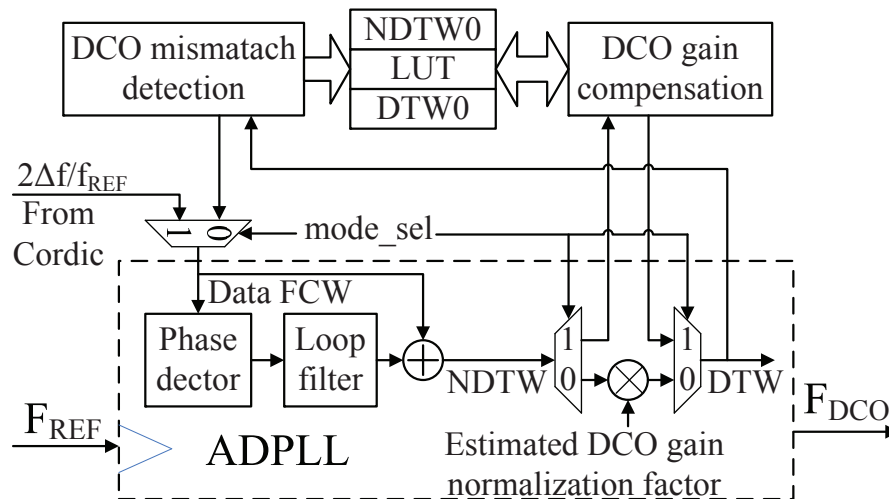 DCO mismatach
detection
NDTW0
LUT
DTW0
DCO gain
compensation
2Δf/fREF
From
Cordic
1 0
mode_sel
Data FCW
Phase
dector
Loop
filter
NDTW
1
0
1
0
DTW
FREF
ADPLL
Estimated DCO gain
normalization factor
FDCO